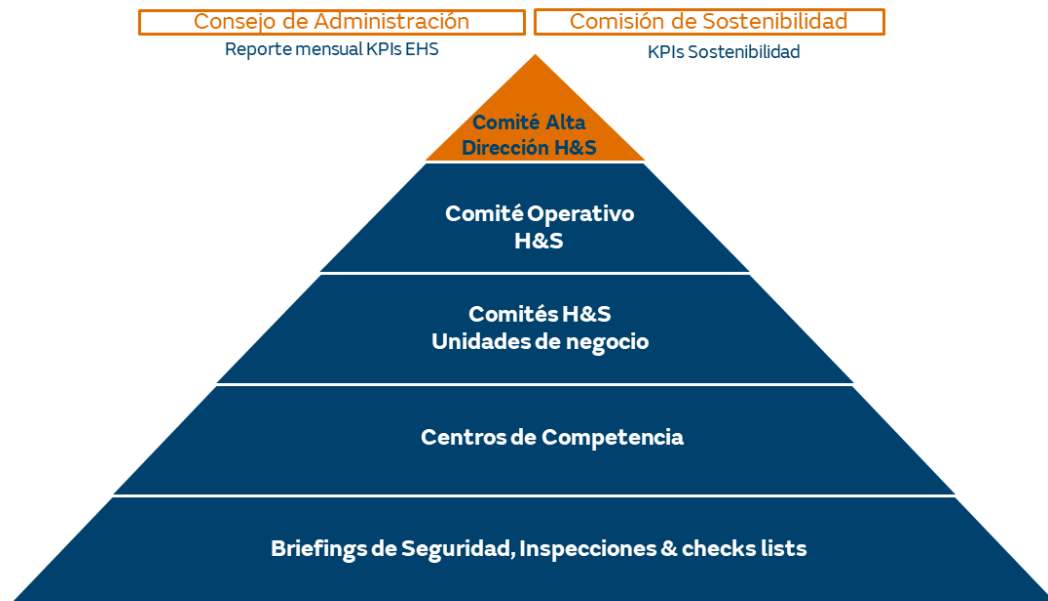 Consejo de Administración
Comisión de Sostenibilidad
Reporte mensual KPIs EHS
KPIs Sostenibilidad
Comité Alta
Dirección H&S
Comité Operativo
H&S
Comités H&S
Unidades de negocio
Centros de Competencia
Briefings de Seguridad, Inspecciones & checks lists